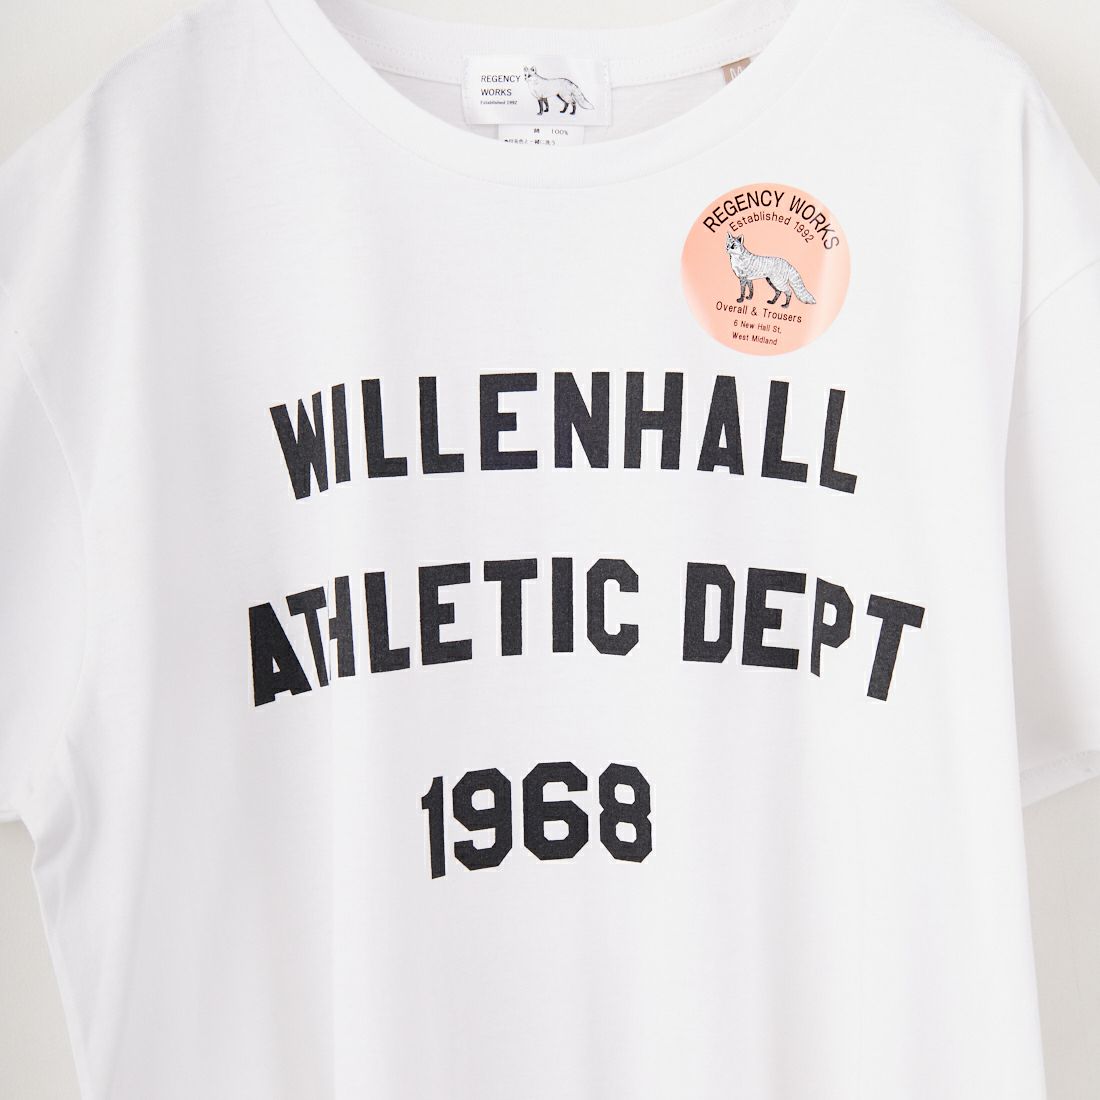 REGENCY
WORKS
Established 1992
M
綿 100%
REGENCY WORKS
Established 1992
Overall & Trousers
6 New Hall St.
West Midland
WILLENHALL
ATHLETIC DEPT
1968